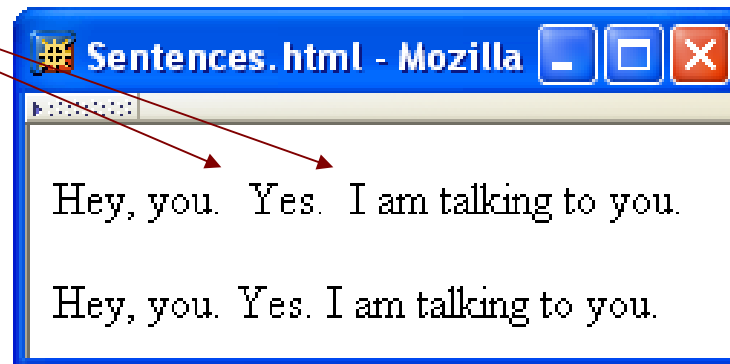 Sentences.html - Mozilla
Hey, you.  Yes.  I am talking to you.
Hey, you. Yes. I am talking to you.